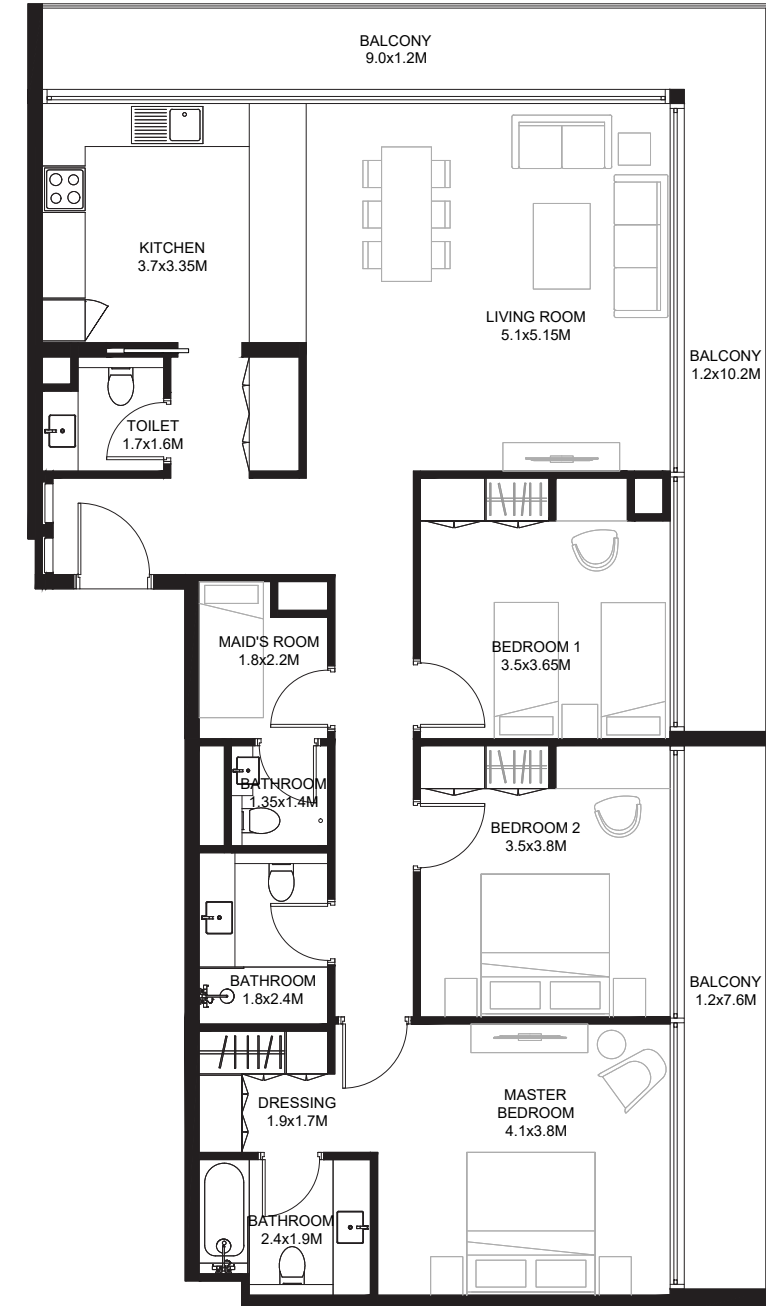 BALCONY
9.0x1.2M
KITCHEN
3.7x3.35M
LIVING ROOM
5.1x5.15M
BALCONY
1.2x10.2M
TOILET
1.7x1.6M
MAID'S ROOM
1.8x2.2M
BEDROOM 1
3.5x3.65M
BATHROOM
1.35x1.4M
BEDROOM 2
3.5x3.8M
BATHROOM
1.8x2.4M
BALCONY
1.2x7.6M
DRESSING
1.9x1.7M
MASTER
BEDROOM
4.1x3.8M
BATHROOM
2.4x1.9M